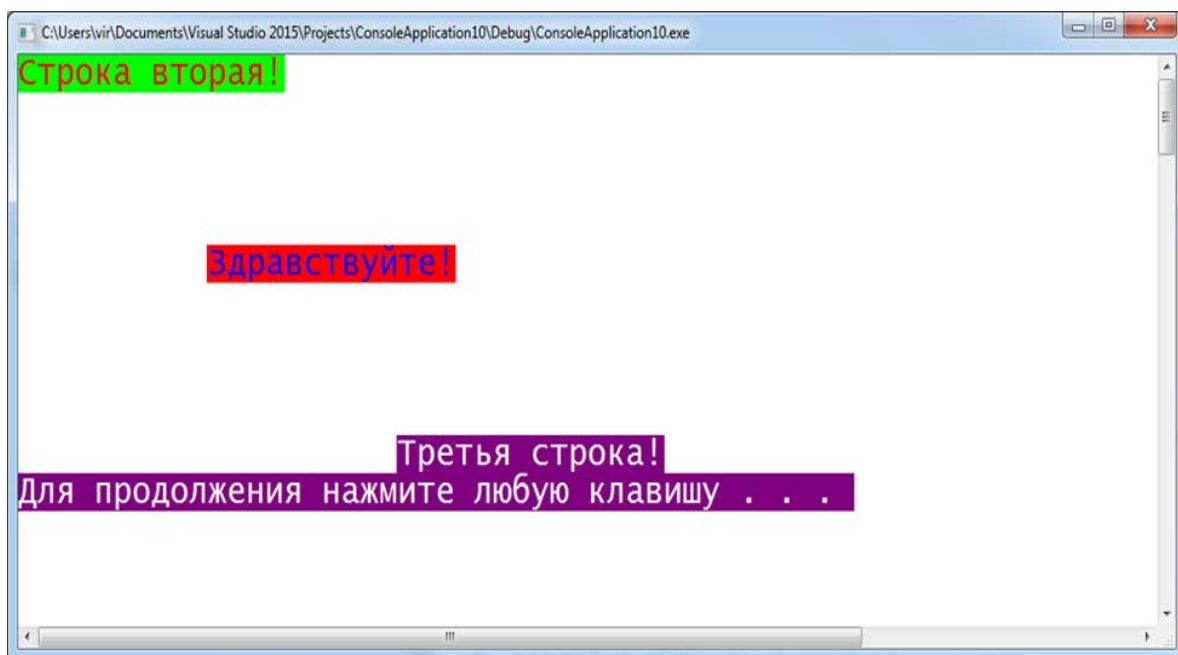 C:\Users\vir\Documents\Visual Studio 2015\Projects\ConsoleApplication10\Debug\ConsoleApplication10.exe
Строка вторая!
Здравствуйте!
Третья строка!
Для продолжения нажмите любую клавишу . . .